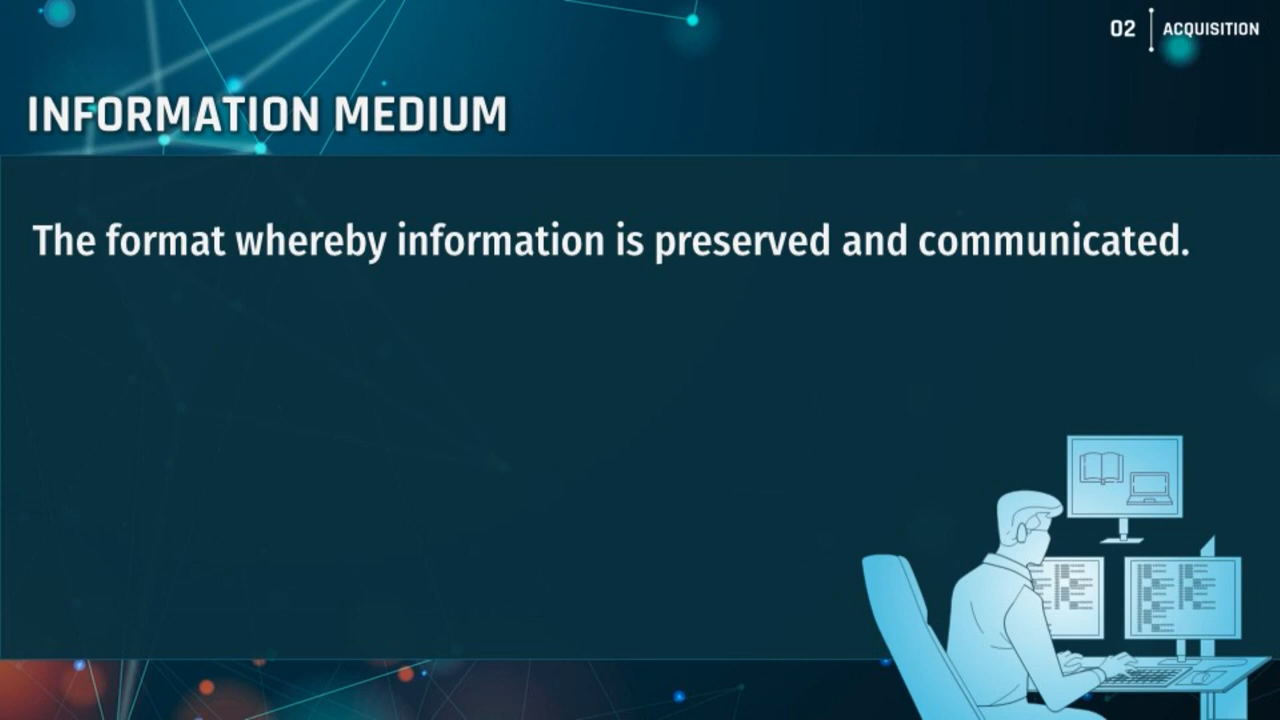 02 ACQUISITION
INFORMATION MEDIUM
The format whereby information is preserved and communicated.